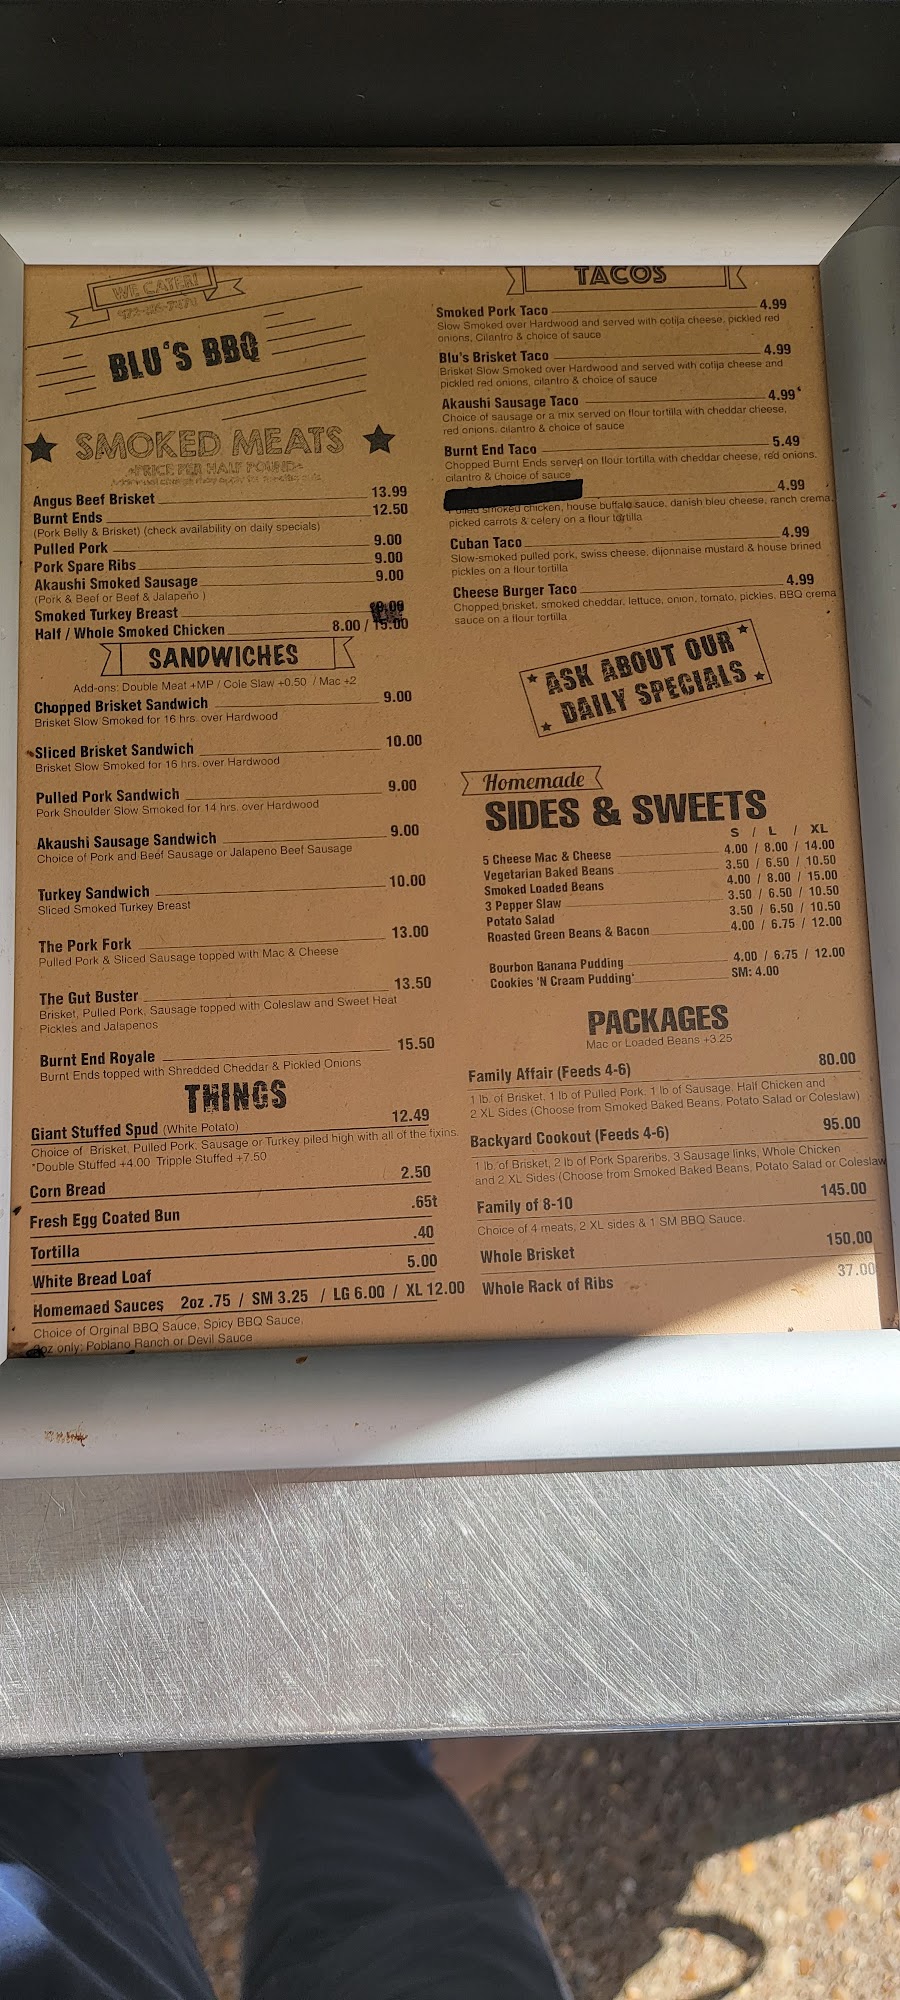 WE CATER!
BLU'S BBQ
SMOKED MEATS
-PRICE PER HALF POUND-
Angus Beef Brisket 13.99
Burnt Ends 12.50
(Pork Belly & Brisket) (check availability on daily specials)
Pulled Pork 9.00
Pork Spare Ribs 9.00
Akaushi Smoked Sausage 9.00
(Pork & Beef or Beef & Jalapeño )
Smoked Turkey Breast
Half / Whole Smoked Chicken 8.00 / 15.00
SANDWICHES
Add-ons: Double Meat +MP / Cole Slaw +0.50 / Mac +2
Chopped Brisket Sandwich 9.00
Brisket Slow Smoked for 16 hrs. over Hardwood
Sliced Brisket Sandwich 10.00
Brisket Slow Smoked for 16 hrs. over Hardwood
Pulled Pork Sandwich 9.00
Pork Shoulder Slow Smoked for 14 hrs. over Hardwood
Akaushi Sausage Sandwich 9.00
Choice of Pork and Beef Sausage or Jalapeno Beef Sausage
Turkey Sandwich 10.00
Sliced Smoked Turkey Breast
The Pork Fork 13.00
Pulled Pork & Sliced Sausage topped with Mac & Cheese
The Gut Buster 13.50
Brisket, Pulled Pork, Sausage topped with Coleslaw and Sweet Heat
Pickles and Jalapenos
Burnt End Royale 15.50
Burnt Ends topped with Shredded Cheddar & Pickled Onions
THINGS
Giant Stuffed Spud (White Potato) 12.49
Choice of Brisket, Pulled Pork, Sausage or Turkey piled high with all of the fixins.
*Double Stuffed +4.00 Tripple Stuffed +7.50
Corn Bread 2.50
Fresh Egg Coated Bun .65t
Tortilla .40
White Bread Loaf 5.00
Homemaed Sauces 2oz .75 / SM 3.25 / LG 6.00 / XL 12.00
Choice of Orginal BBQ Sauce, Spicy BBQ Sauce,
only: Poblano Ranch or Devil Sauce
TACOS
Smoked Pork Taco 4.99
Slow Smoked over Hardwood and served with cotija cheese, pickled red
onions, Cilantro & choice of sauce
Blu's Brisket Taco 4.99
Brisket Slow Smoked over Hardwood and served with cotija cheese and
pickled red onions, cilantro & choice of sauce
Akaushi Sausage Taco 4.99
Choice of sausage or a mix served on flour tortilla with cheddar cheese,
red onions, cilantro & choice of sauce
Burnt End Taco 5.49
Chopped Burnt Ends served on flour tortilla with cheddar cheese, red onions,
cilantro & choice of sauce
4.99
Pulled smoked chicken, house buffalo sauce, danish bleu cheese, ranch crema,
picked carrots & celery on a flour tortilla
Cuban Taco 4.99
Slow-smoked pulled pork, swiss cheese, dijonnaise mustard & house brined
pickles on a flour tortilla
Cheese Burger Taco 4.99
Chopped brisket, smoked cheddar, lettuce, onion, tomato, pickles, BBQ crema
sauce on a flour tortilla
ASK ABOUT OUR
DAILY SPECIALS
Homemade
SIDES & SWEETS
S / L / XL
5 Cheese Mac & Cheese 4.00 / 8.00 / 14.00
Vegetarian Baked Beans 3.50 / 6.50 / 10.50
Smoked Loaded Beans 4.00 / 8.00 / 15.00
3 Pepper Slaw 3.50 / 6.50 / 10.50
Potato Salad 3.50 / 6.50 / 10.50
Roasted Green Beans & Bacon 4.00 / 6.75 / 12.00
Bourbon Banana Pudding 4.00 / 6.75 / 12.00
Cookies 'N Cream Pudding' SM: 4.00
PACKAGES
Mac or Loaded Beans +3.25
Family Affair (Feeds 4-6) 80.00
1 lb. of Brisket, 1 lb of Pulled Pork, 1 lb of Sausage, Half Chicken and
2 XL Sides (Choose from Smoked Baked Beans, Potato Salad or Coleslaw)
Backyard Cookout (Feeds 4-6) 95.00
1 lb. of Brisket, 2 lb of Pork Spareribs, 3 Sausage links, Whole Chicken
and 2 XL Sides (Choose from Smoked Baked Beans, Potato Salad or Coleslaw
Family of 8-10 145.00
Choice of 4 meats, 2 XL sides & 1 SM BBQ Sauce.
Whole Brisket 150.00
Whole Rack of Ribs 37.00